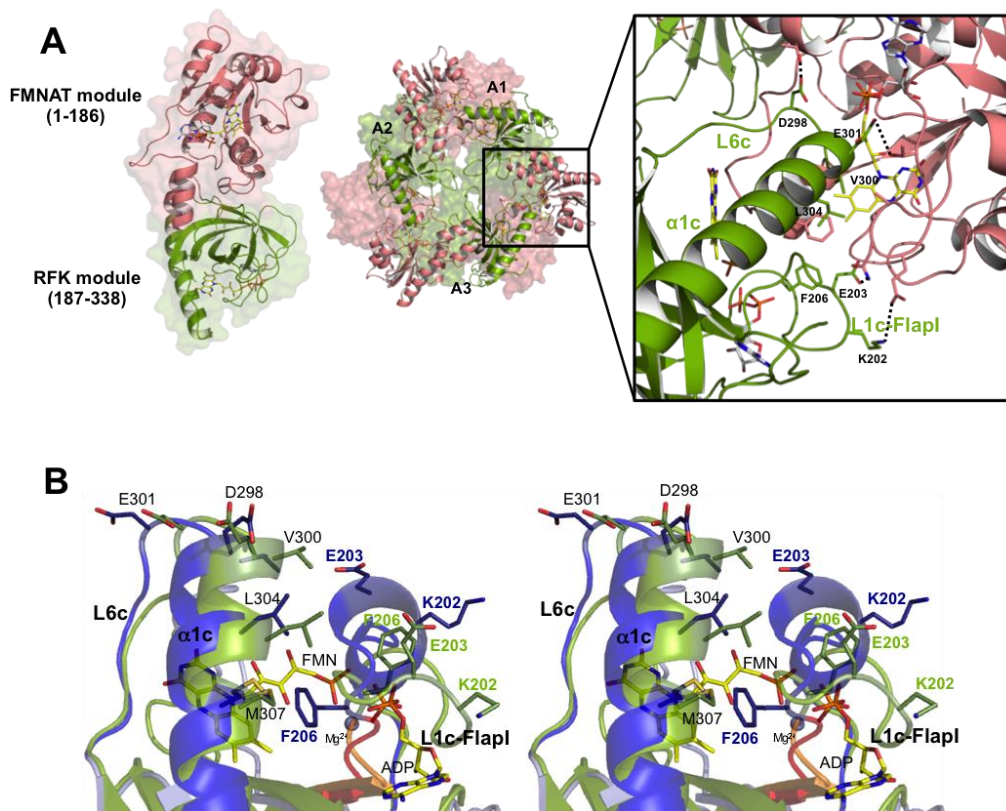 A
FMNAT module
(1-186)
RFK module
(187-338)
A1
A2
A3
D298
L6c
E301
V300
L304
α1c
F206
E203
L1c-FlapI
K202
B
E301
D298
V300
E203
L6c
L304
K202
α1c
F206
E203
FMN
K202
M307
F206
Mg²⁺
L1c-FlapI
ADP
E301
D298
V300
E203
L6c
L304
K202
α1c
F206
E203
FMN
K202
M307
F206
Mg²⁺
L1c-FlapI
ADP